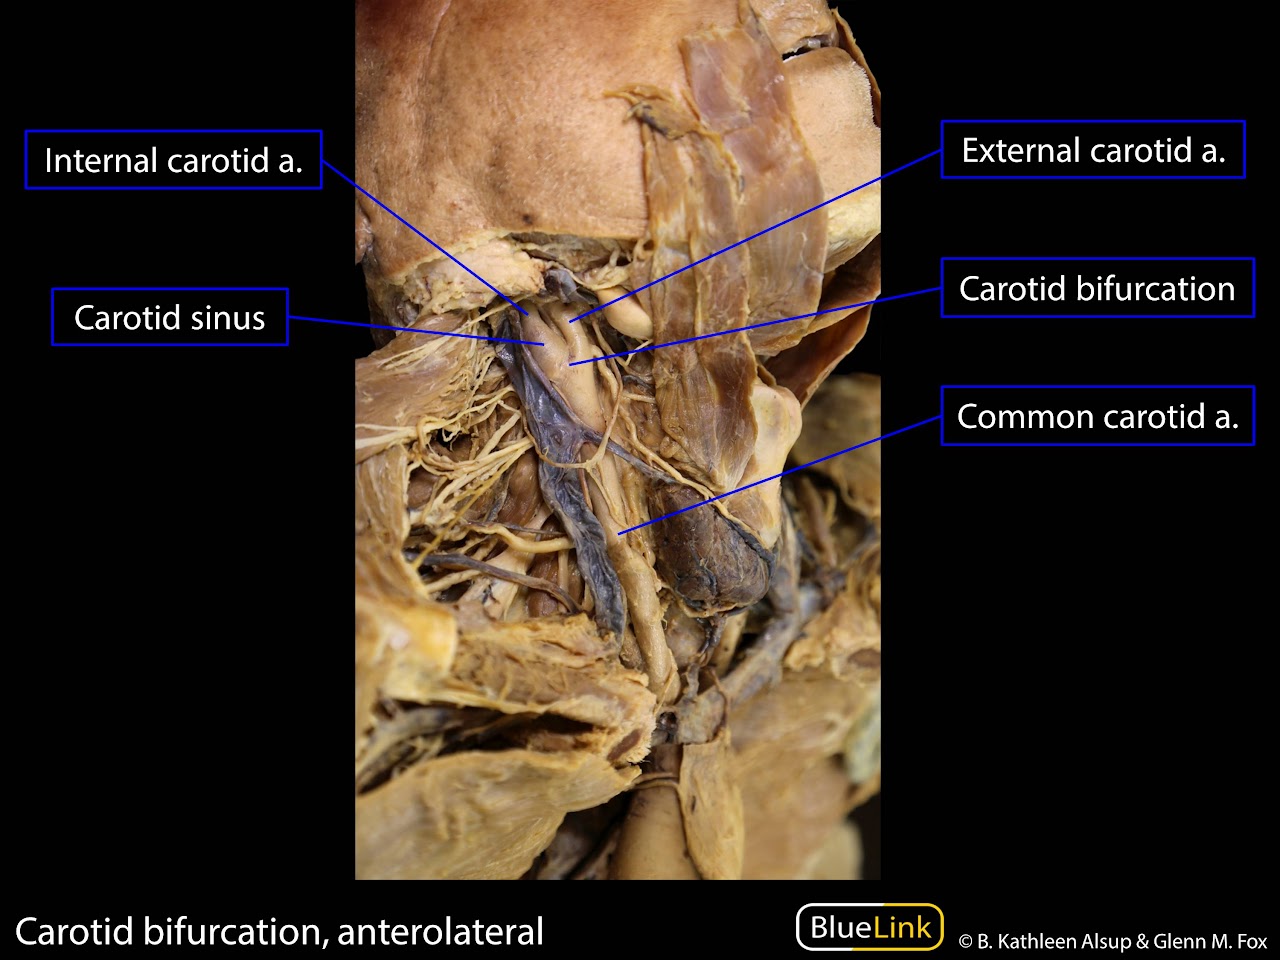 Internal carotid a.
External carotid a.
Carotid sinus
Carotid bifurcation
Common carotid a.
Carotid bifurcation, anterolateral
BlueLink
© B. Kathleen Alsup & Glenn M. Fox